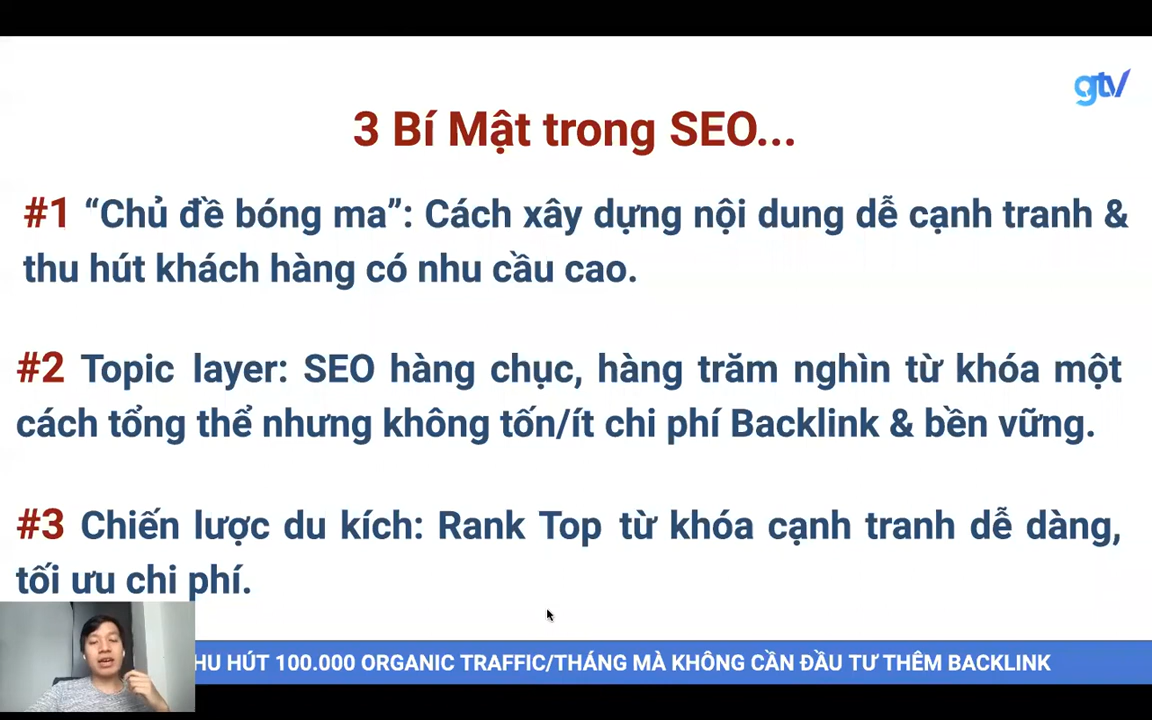 gtv
3 Bí Mật trong SEO...
#1 “Chủ đề bóng ma”: Cách xây dựng nội dung dễ cạnh tranh &
thu hút khách hàng có nhu cầu cao.
#2 Topic layer: SEO hàng chục, hàng trăm nghìn từ khóa một
cách tổng thể nhưng không tốn/ít chi phí Backlink & bền vững.
#3 Chiến lược du kích: Rank Top từ khóa cạnh tranh dễ dàng,
tối ưu chi phí.
HU HÚT 100.000 ORGANIC TRAFFIC/THÁNG MÀ KHÔNG CẦN ĐẦU TƯ THÊM BACKLINK